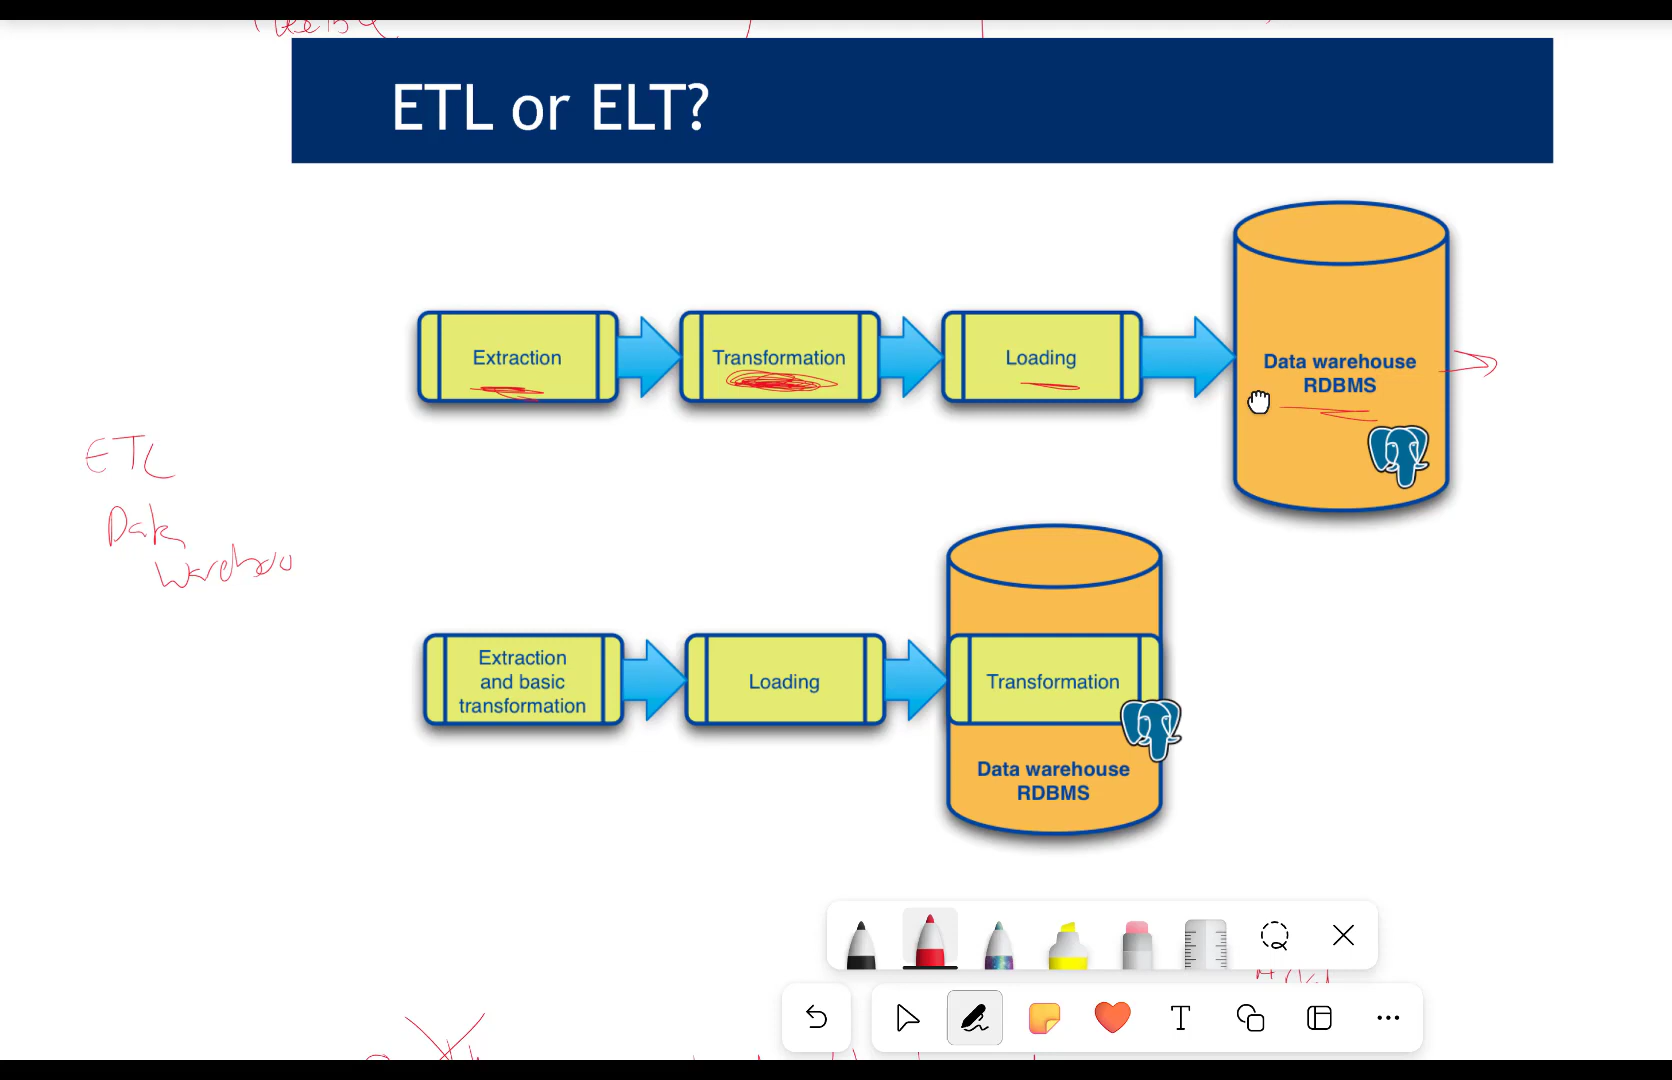 ETL or ELT?
Extraction
Transformation
Loading
Data warehouse
RDBMS
ETL
Extraction
and basic
transformation
Loading
Transformation
Data warehouse
RDBMS
T